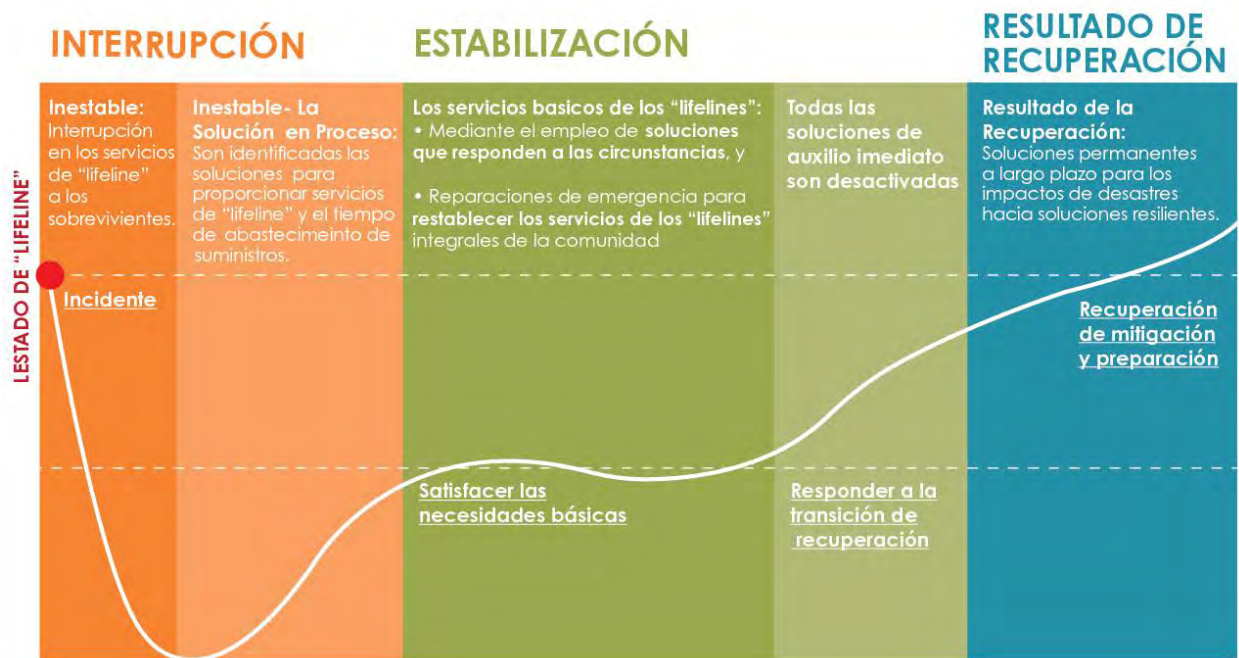 INTERRUPCIÓN
ESTABILIZACIÓN
RESULTADO DE
RECUPERACIÓN
LESTADO DE "LIFELINE"
Inestable:
Interrupción
en los servicios
de "lifeline"
a los
sobrevivientes.
Inestable- La
Solución en Proceso:
Son identificadas las
soluciones para
proporcionar servicios
de "lifeline" y el tiempo
de abastecimeinto de
suministros.
Los servicios basicos de los "lifelines":
• Mediante el empleo de soluciones
que responden a las circunstancias, y
• Reparaciones de emergencia para
restablecer los servicios de los "lifelines"
integrales de la comunidad
Todas las
soluciones de
auxilio imediato
son desactivadas
Resultado de la
Recuperación:
Soluciones permanentes
a largo plazo para los
impactos de desastres
hacia soluciones resilientes.
Incidente
Satisfacer las
necesidades básicas
Responder a la
transición de
recuperación
Recuperación
de mitigación
y preparación